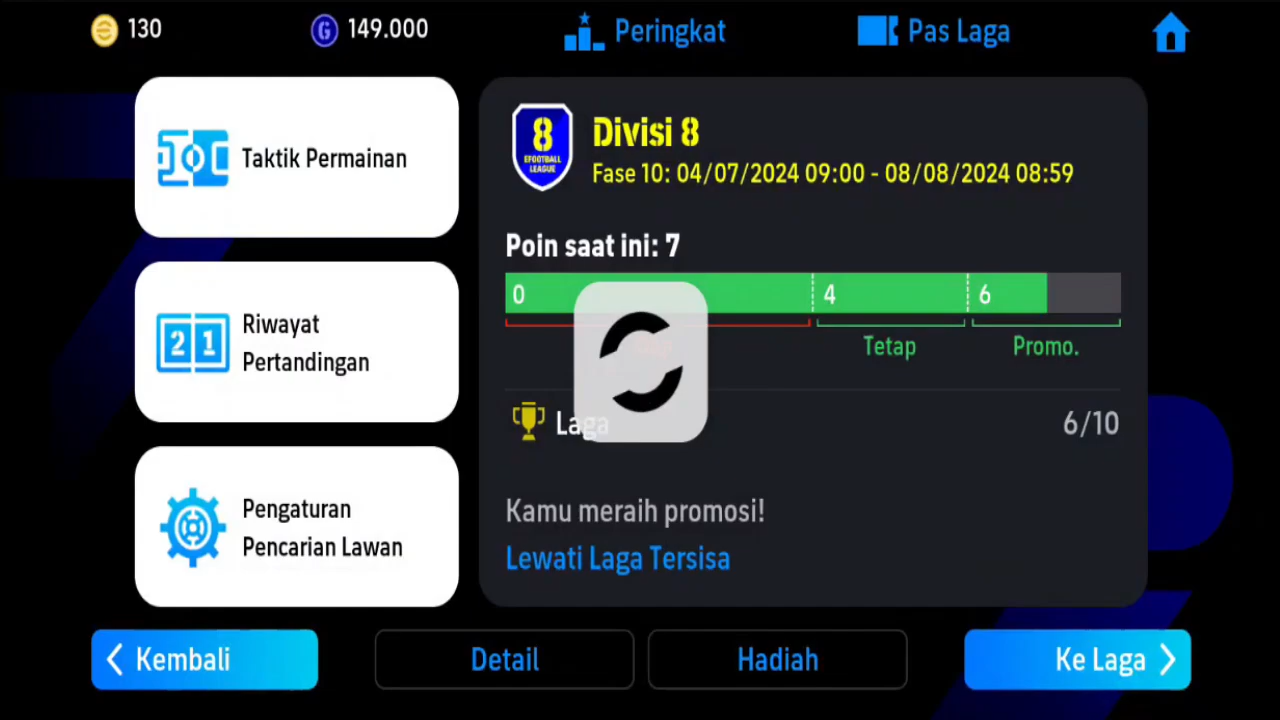 130
149.000
Peringkat
Pas Laga
Taktik Permainan
Riwayat
Pertandingan
Pengaturan
Pencarian Lawan
8
EFOOTBALL
LEAGUE
Divisi 8
Fase 10: 04/07/2024 09:00 - 08/08/2024 08:59
Poin saat ini: 7
0
4
6
Tetap
Promo.
Laga
6/10
Kamu meraih promosi!
Lewati Laga Tersisa
Kembali
Detail
Hadiah
Ke Laga